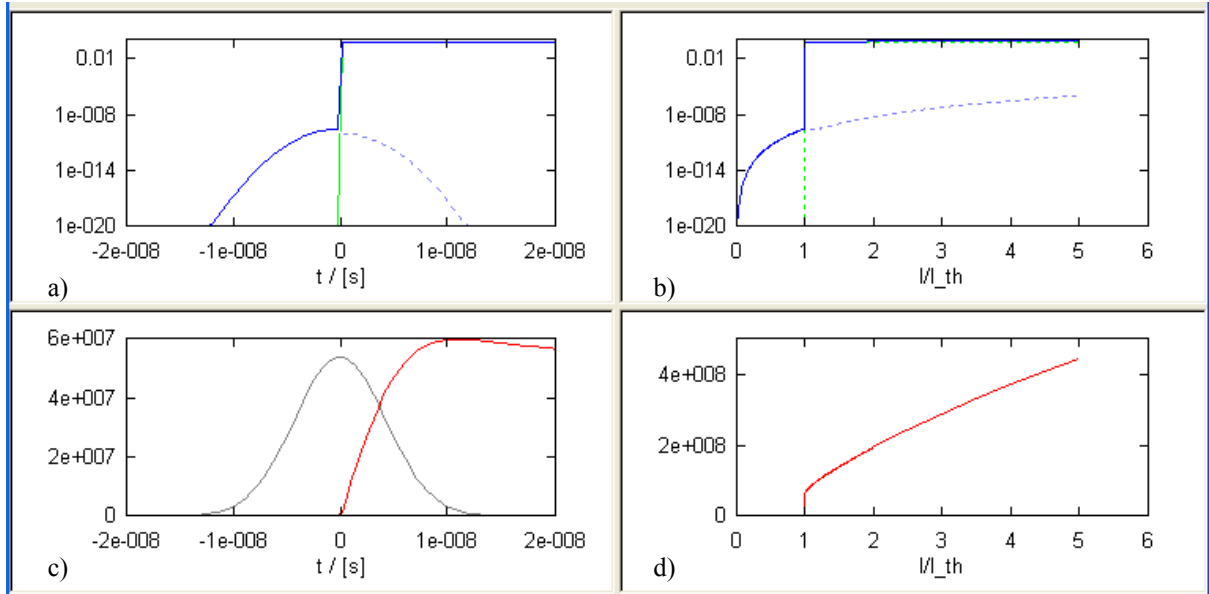 0.01
1e-008
1e-014
1e-020
-2e-008 -1e-008 0 1e-008 2e-008
t / [s]
a)
0.01
1e-008
1e-014
1e-020
0 1 2 3 4 5 6
I/I_th
b)
6e+007
4e+007
2e+007
0
-2e-008 -1e-008 0 1e-008 2e-008
t / [s]
c)
4e+008
2e+008
0
0 1 2 3 4 5 6
I/I_th
d)